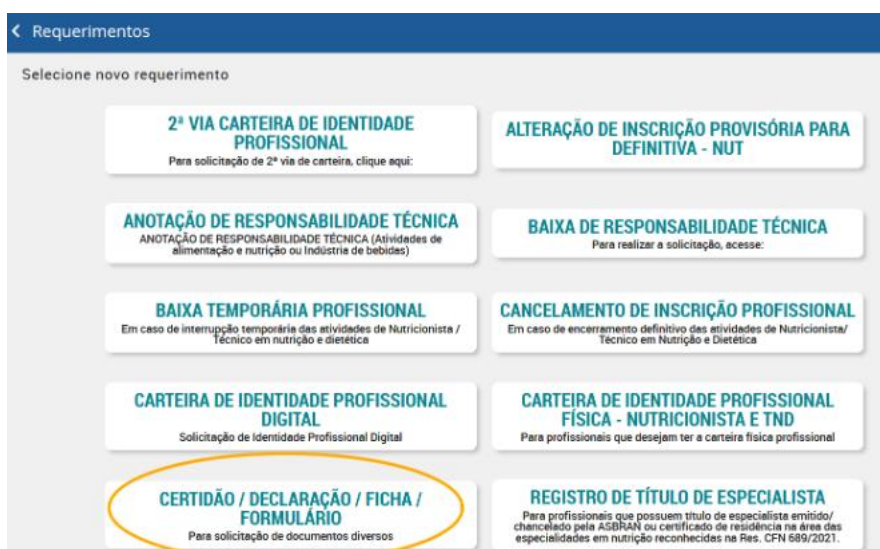 Requerimentos
Selecione novo requerimento
2ª VIA CARTEIRA DE IDENTIDADE
PROFISSIONAL
Para solicitação de 2ª via de carteira, clique aqui:
ALTERAÇÃO DE INSCRIÇÃO PROVISÓRIA PARA
DEFINITIVA - NUT
ANOTAÇÃO DE RESPONSABILIDADE TÉCNICA
ANOTAÇÃO DE RESPONSABILIDADE TÉCNICA (Atividades de
alimentação e nutrição ou Indústria de bebidas)
BAIXA DE RESPONSABILIDADE TÉCNICA
Para realizar a solicitação, acesse:
BAIXA TEMPORÁRIA PROFISSIONAL
Em caso de interrupção temporária das atividades de Nutricionista /
Técnico em nutrição e dietética
CANCELAMENTO DE INSCRIÇÃO PROFISSIONAL
Em caso de encerramento definitivo das atividades de Nutricionista/
Técnico em Nutrição e Dietética
CARTEIRA DE IDENTIDADE PROFISSIONAL
DIGITAL
Solicitação de Identidade Profissional Digital
CARTEIRA DE IDENTIDADE PROFISSIONAL
FÍSICA - NUTRICIONISTA E TND
Para profissionais que desejam ter a carteira física profissional
CERTIDÃO / DECLARAÇÃO / FICHA /
FORMULÁRIO
Para solicitação de documentos diversos
REGISTRO DE TÍTULO DE ESPECIALISTA
Para profissionais que possuem título de especialista emitido/
chancelado pela ASBRAN ou certificado de residência na área das
especialidades em nutrição reconhecidas na Res. CFN 689/2021.